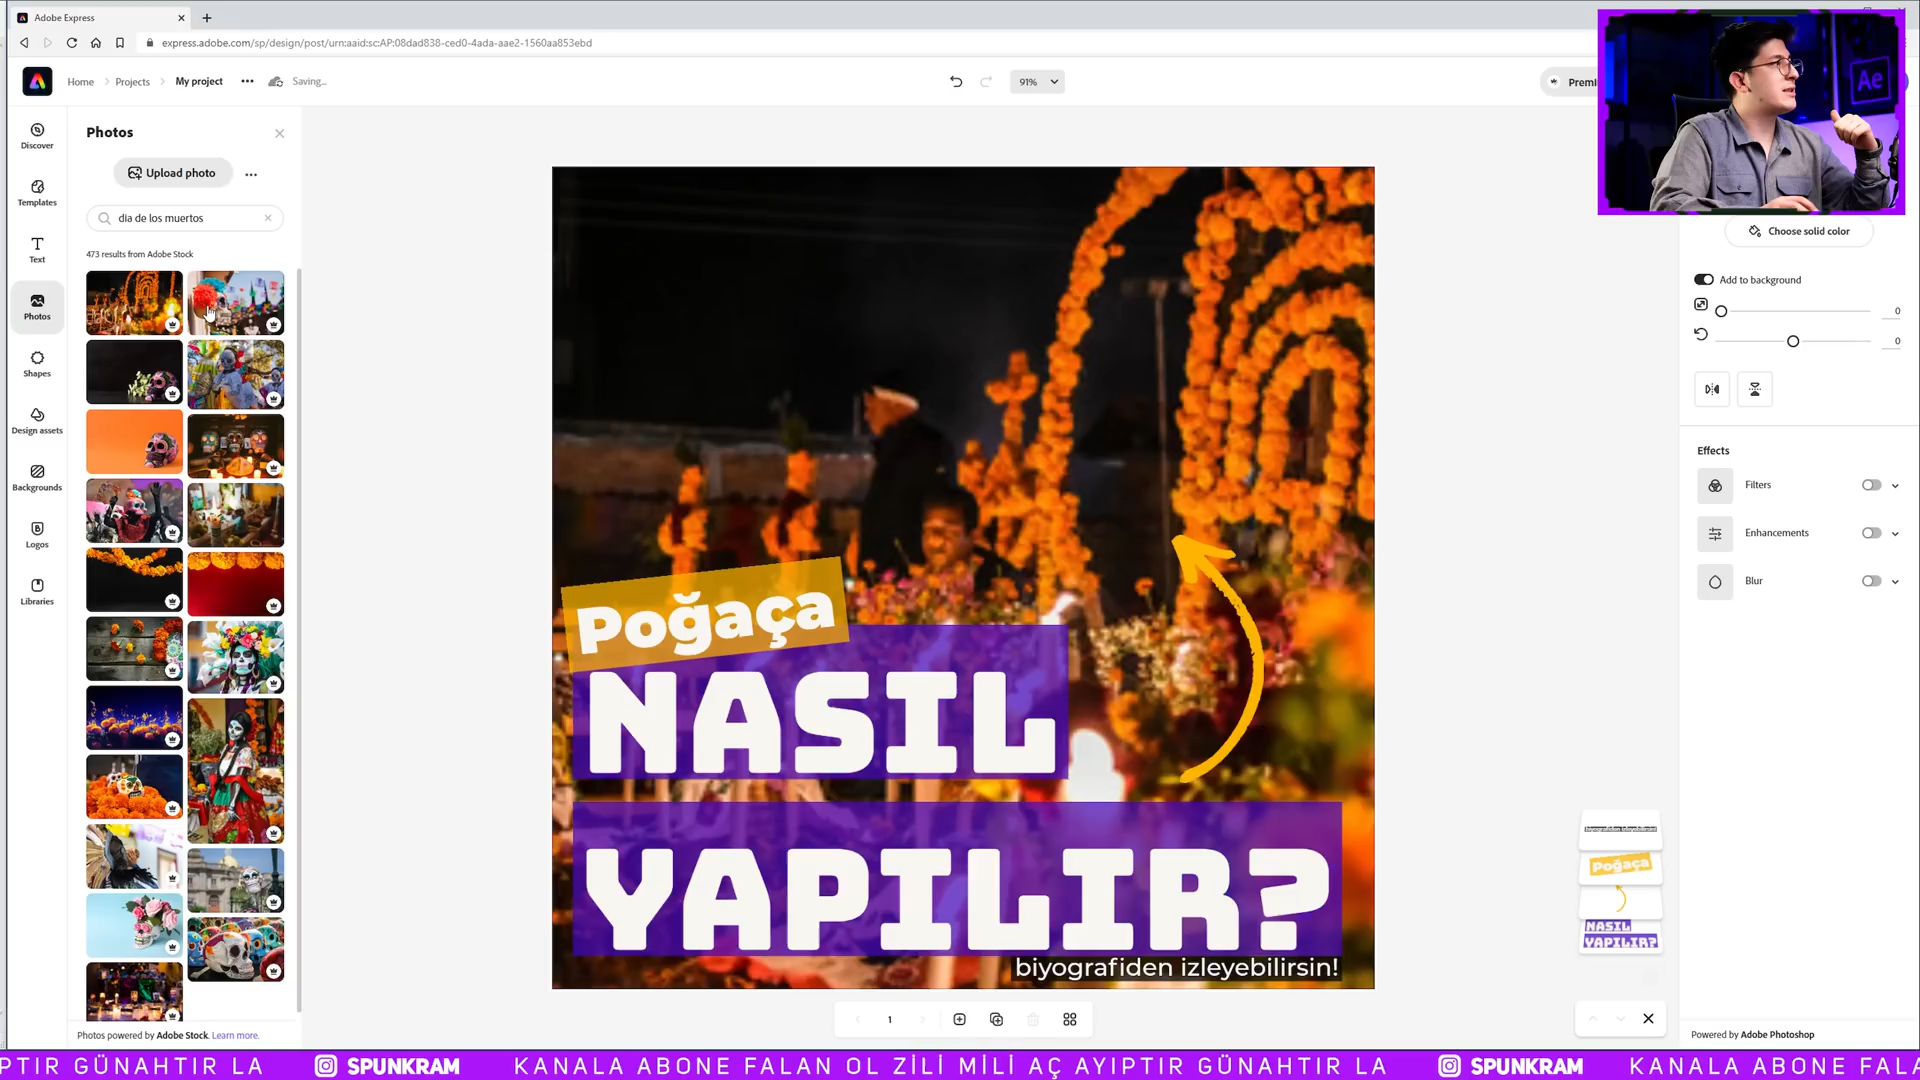 Adobe Express
express.adobe.com/sp/design/post/urn:aaid:sc:AP:08dad838-ced0-4ada-aae2-1560aa853ebd
Home
Projects
My project
Saving...
91%
Premi
Ae
Discover
Templates
Text
Photos
Shapes
Design assets
Backgrounds
Logos
Libraries
Photos
Upload photo
dia de los muertos
473 results from Adobe Stock
Photos powered by Adobe Stock. Learn more.
Poğaça
NASIL
YAPILIR?
biyografiden izleyebilirsin!
1
Choose solid color
Add to background
0
0
Effects
Filters
Enhancements
Blur
Poğaça
NASIL
YAPILIR?
Powered by Adobe Photoshop
PTIR GÜNAHTIR LA SPUNKRAM KANALA ABONE FALAN OL ZİLİ MİLİ AÇ AYIPTIR GÜNAHTIR LA SPUNKRAM KANALA ABONE FALA